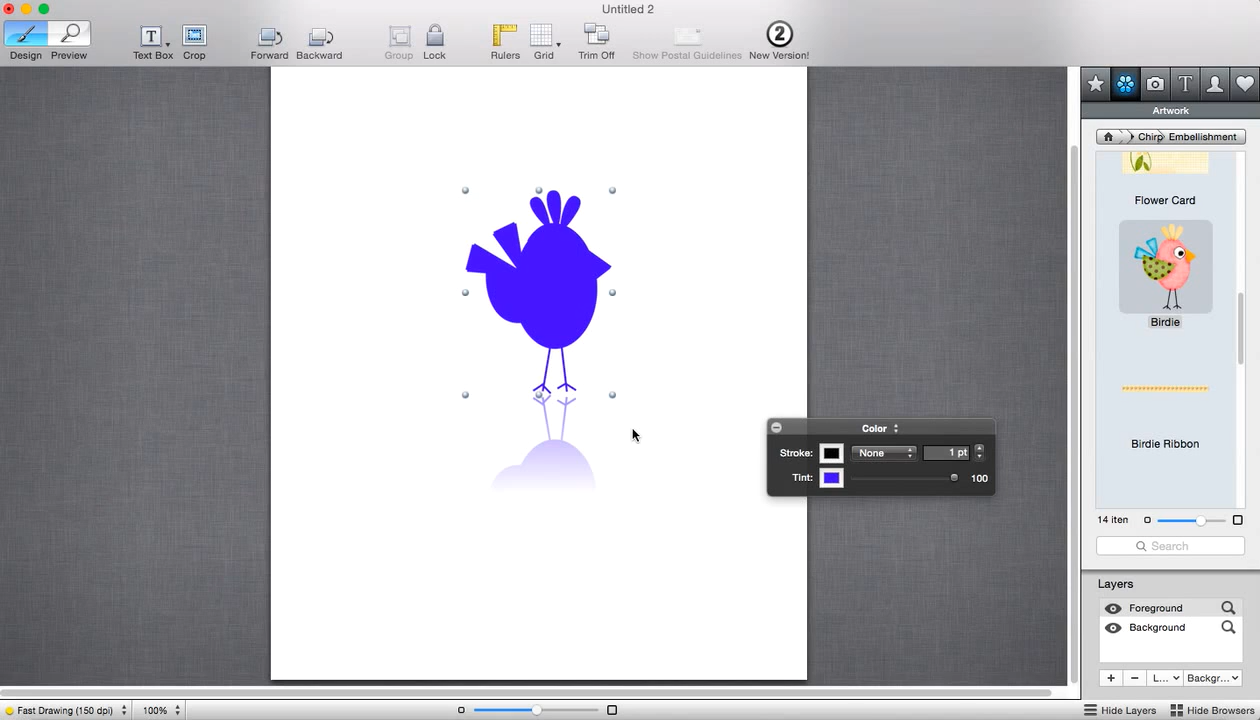 Untitled 2
Design Preview Text Box Crop Forward Backward Group Lock Rulers Grid Trim Off Show Postal Guidelines 2 New Version!
T
Artwork
Chirp Embellishment
Flower Card
Birdie
Birdie Ribbon
Color
Stroke: None 1 pt
Tint: 100
14 iten
Search
Layers
Foreground
Background
+ - L... Backgr...
Fast Drawing (150 dpi) 100% Hide Layers Hide Browsers